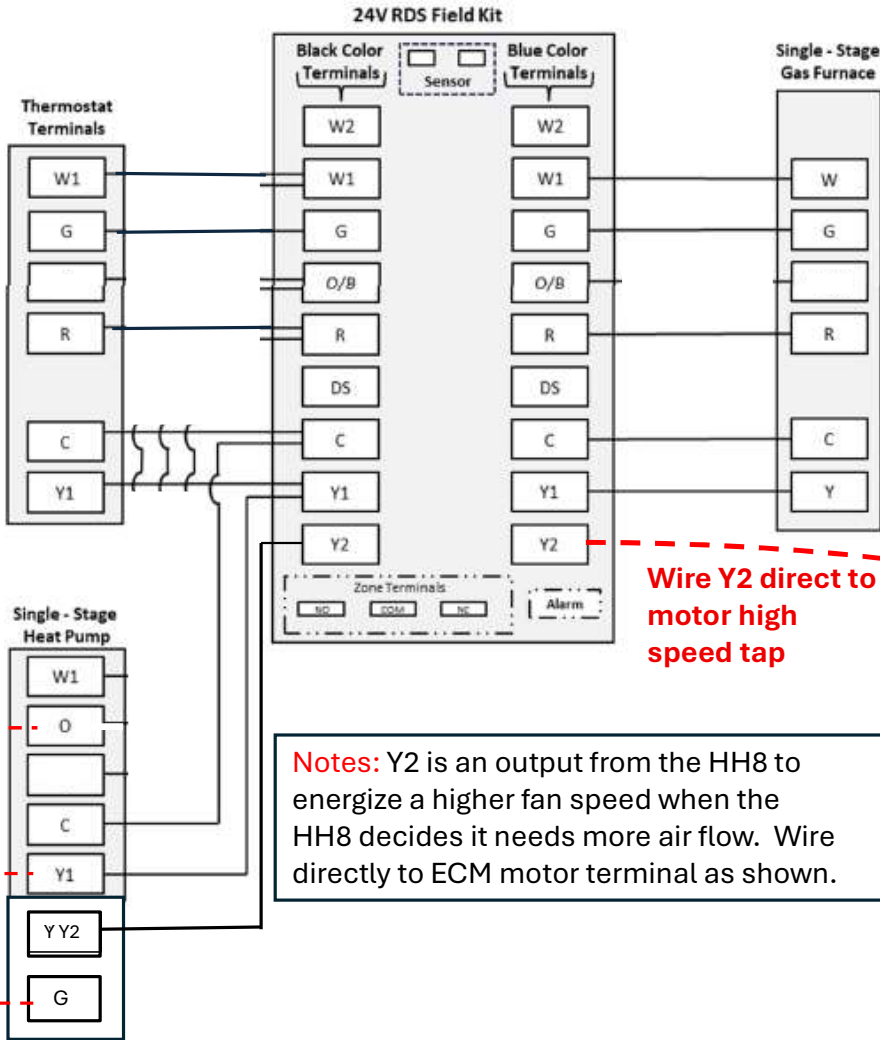 24V RDS Field Kit
Black Color
Terminals
Sensor
Blue Color
Terminals
Single - Stage
Gas Furnace
Thermostat
Terminals
W1
G
R
C
Y1
W2
W1
G
O/B
R
DS
C
Y1
Y2
W2
W1
G
O/B
R
DS
C
Y1
Y2
W
G
R
C
Y
Zone Terminals
NO
COM
NC
Alarm
Wire Y2 direct to
motor high
speed tap
Single - Stage
Heat Pump
W1
O
C
Y1
Y Y2
G
Notes: Y2 is an output from the HH8 to
energize a higher fan speed when the
HH8 decides it needs more air flow.  Wire
directly to ECM motor terminal as shown.